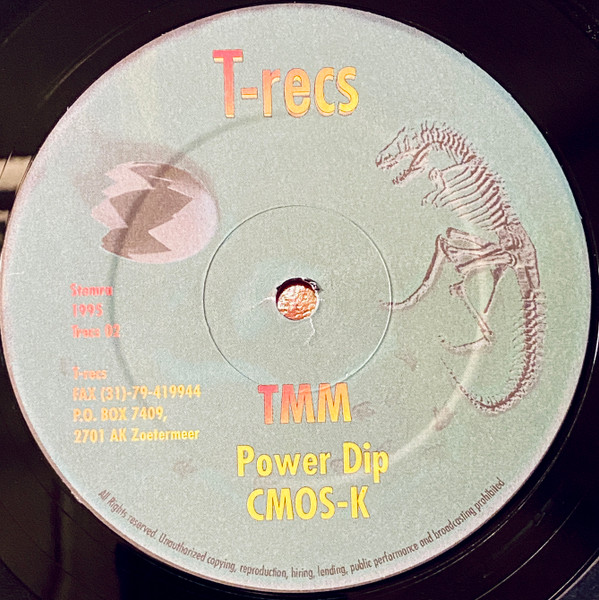 T-recs
Stemra
1995
Trecs 02
T-recs
FAX (31)-79-419944
P.O. BOX 7409,
2701 AK Zoetermeer
TMM
Power Dip
CMOS-K
All Rights reserved. Unauthorized copying, reproduction, hiring, lending, public performance and broadcasting prohibited